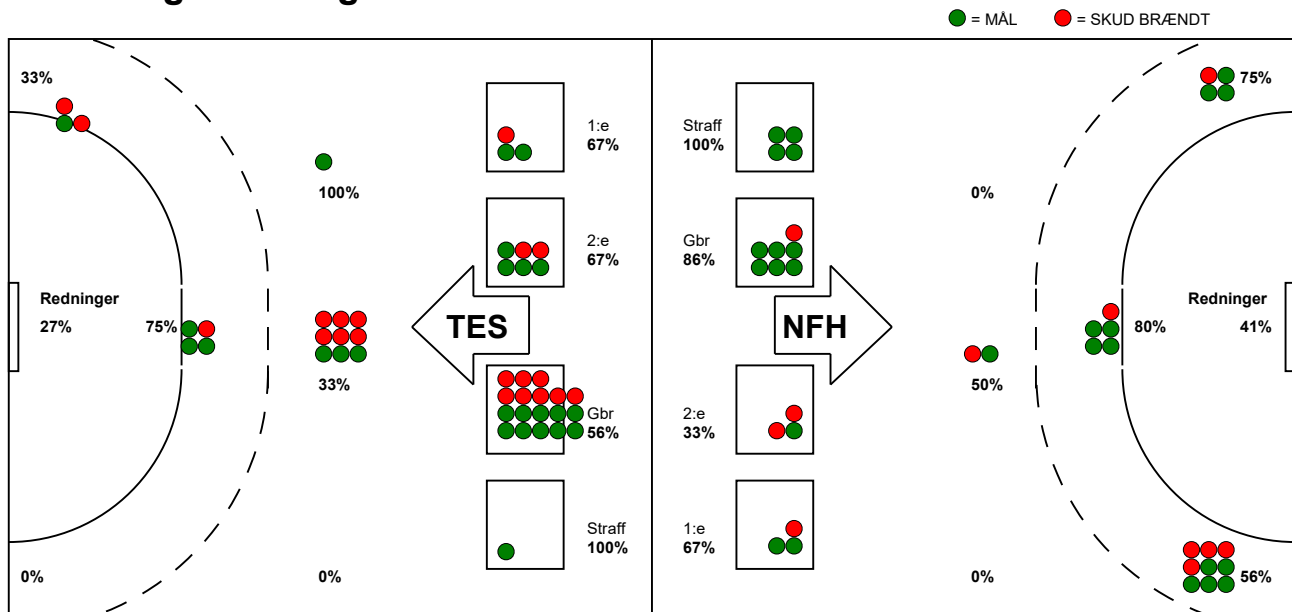 = MÅL = SKUD BRÆNDT
33%
75%
1:e
67%
Straff
100%
100%
0%
2:e
67%
Gbr
86%
Redninger
27%
75%
TES
NFH
80%
Redninger
41%
33%
50%
Gbr
56%
2:e
33%
Straff
100%
1:e
67%
0%
0%
0%
56%